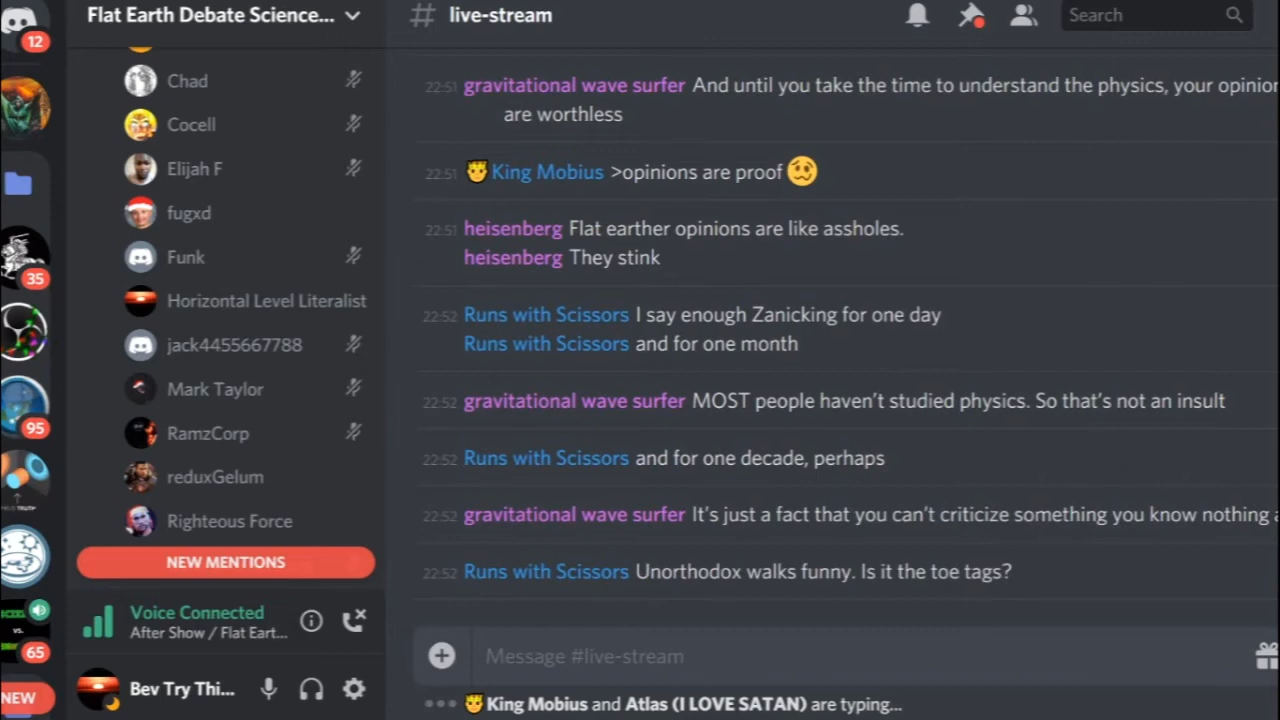 12
35
95
65
NEW
Flat Earth Debate Science...
Chad
Cocell
Elijah F
fugxd
Funk
Horizontal Level Literalist
jack4455667788
Mark Taylor
RamzCorp
reduxGelum
Righteous Force
NEW MENTIONS
Voice Connected
After Show / Flat Eart...
Bev Try Thi...
# live-stream
Search
22:51 gravitational wave surfer And until you take the time to understand the physics, your opinion
are worthless
22:51 King Mobius >opinions are proof
22:51 heisenberg Flat earther opinions are like assholes.
heisenberg They stink
22:52 Runs with Scissors I say enough Zanicking for one day
Runs with Scissors and for one month
22:52 gravitational wave surfer MOST people haven't studied physics. So that's not an insult
22:52 Runs with Scissors and for one decade, perhaps
22:52 gravitational wave surfer It's just a fact that you can't criticize something you know nothing
22:52 Runs with Scissors Unorthodox walks funny. Is it the toe tags?
Message #live-stream
King Mobius and Atlas (I LOVE SATAN) are typing...